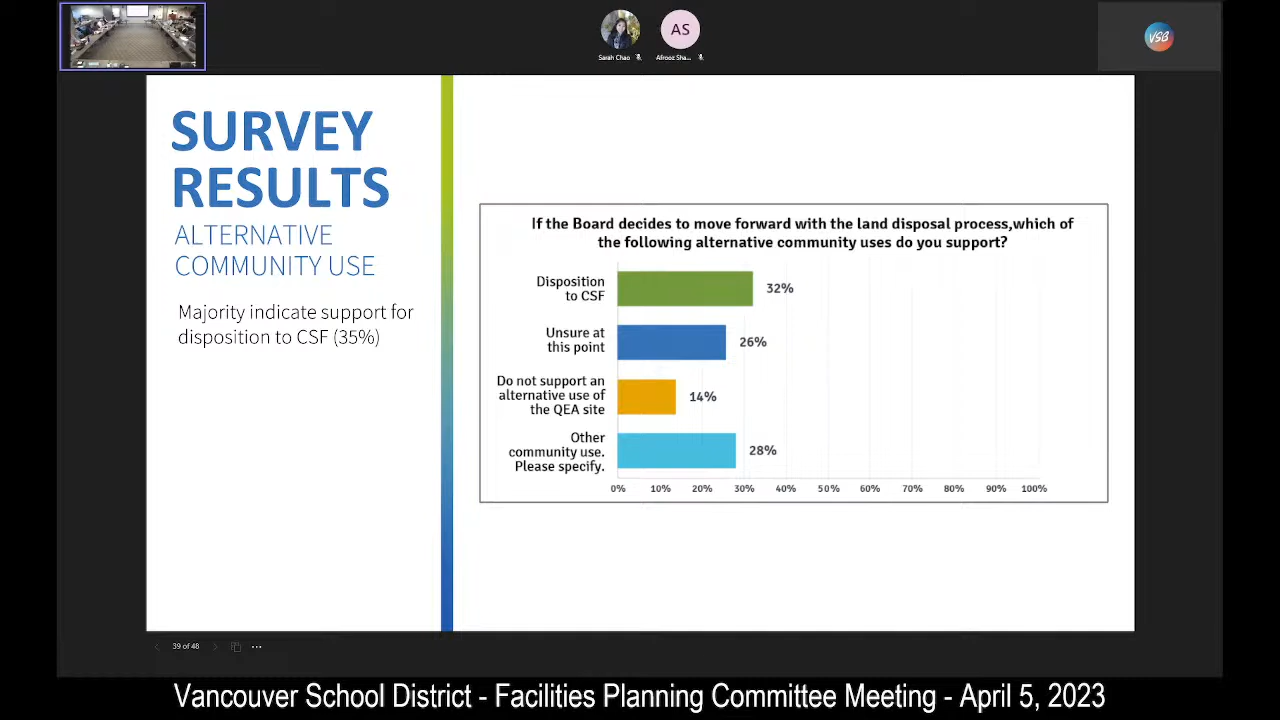 AS
VSB
Sarah Chao
Afrooz Sha...
SURVEY
RESULTS
ALTERNATIVE
COMMUNITY USE
Majority indicate support for
disposition to CSF (35%)
If the Board decides to move forward with the land disposal process,which of
the following alternative community uses do you support?
Disposition
to CSF
32%
Unsure at
this point
26%
Do not support an
alternative use of
the QEA site
14%
Other
community use.
Please specify.
28%
0% 10% 20% 30% 40% 50% 60% 70% 80% 90% 100%
39 of 48
Vancouver School District - Facilities Planning Committee Meeting - April 5, 2023